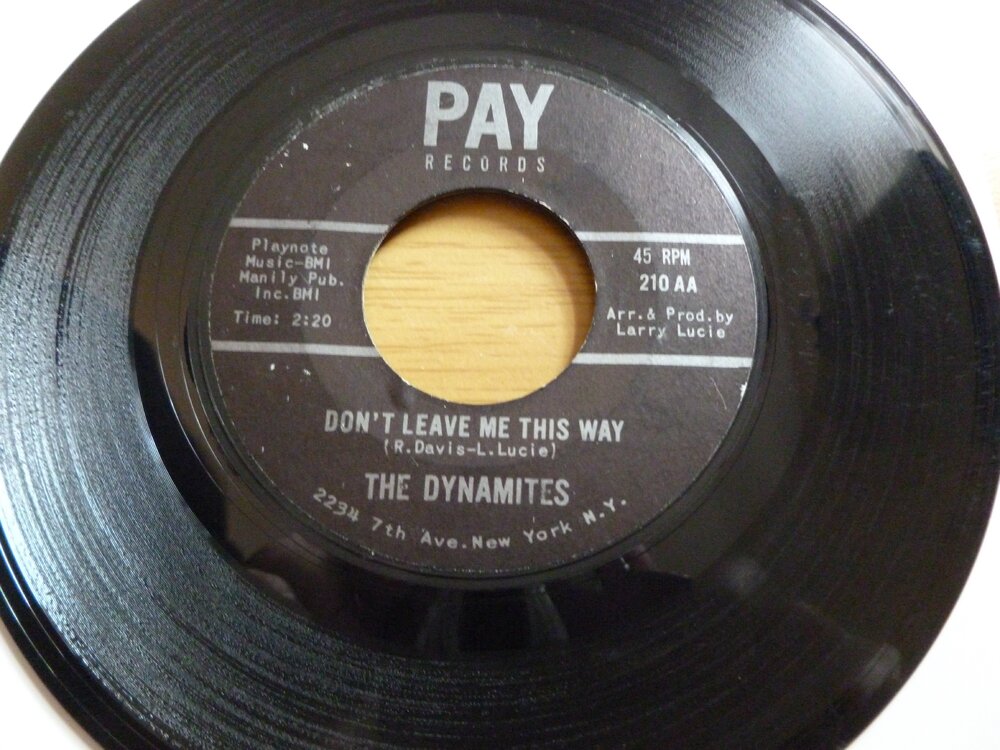 PAY
RECORDS
Playnote
Music-BMI
Manily Pub.
Inc.BMI
Time: 2:20
45 RPM
210 AA
Arr.& Prod.by
Larry Lucie
DON'T LEAVE ME THIS WAY
(R.Davis-L.Lucie)
THE DYNAMITES
2234 7th Ave.New York N.Y.